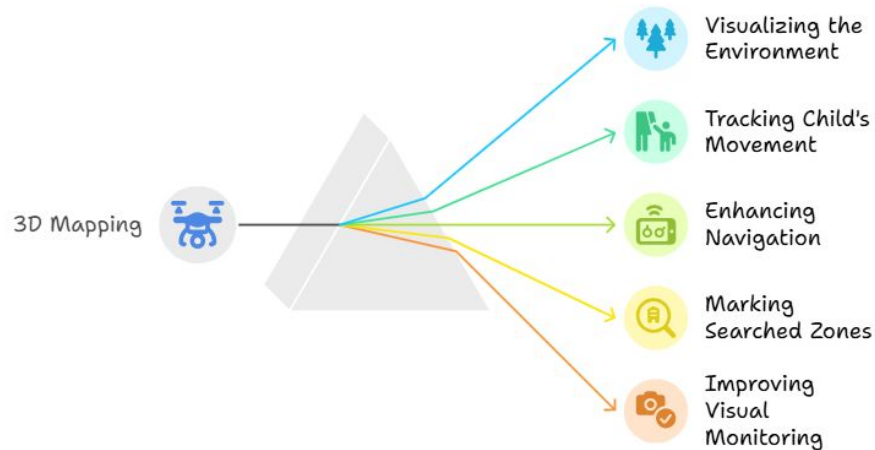 3D Mapping
Visualizing the
Environment
Tracking Child's
Movement
Enhancing
Navigation
Marking
Searched Zones
Improving
Visual
Monitoring